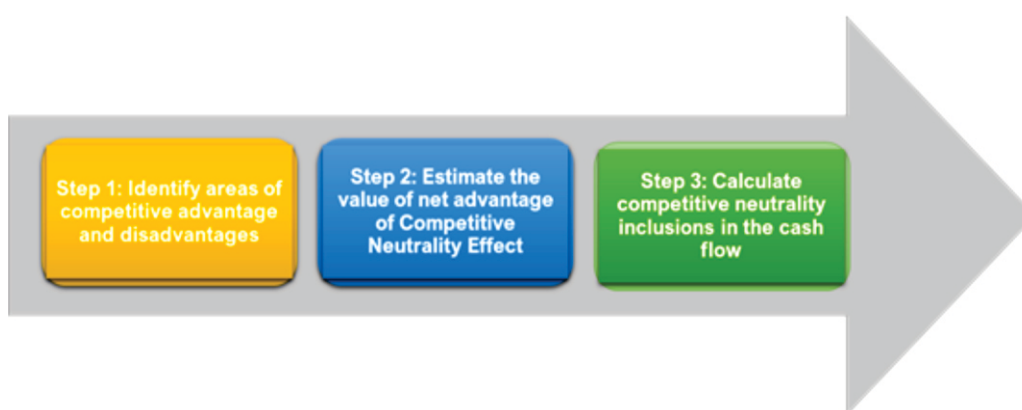 Step 1: Identify areas of
competitive advantage
and disadvantages
Step 2: Estimate the
value of net advantage
of Competitive
Neutrality Effect
Step 3: Calculate
competitive neutrality
inclusions in the cash
flow